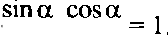 sin α cos α = 1